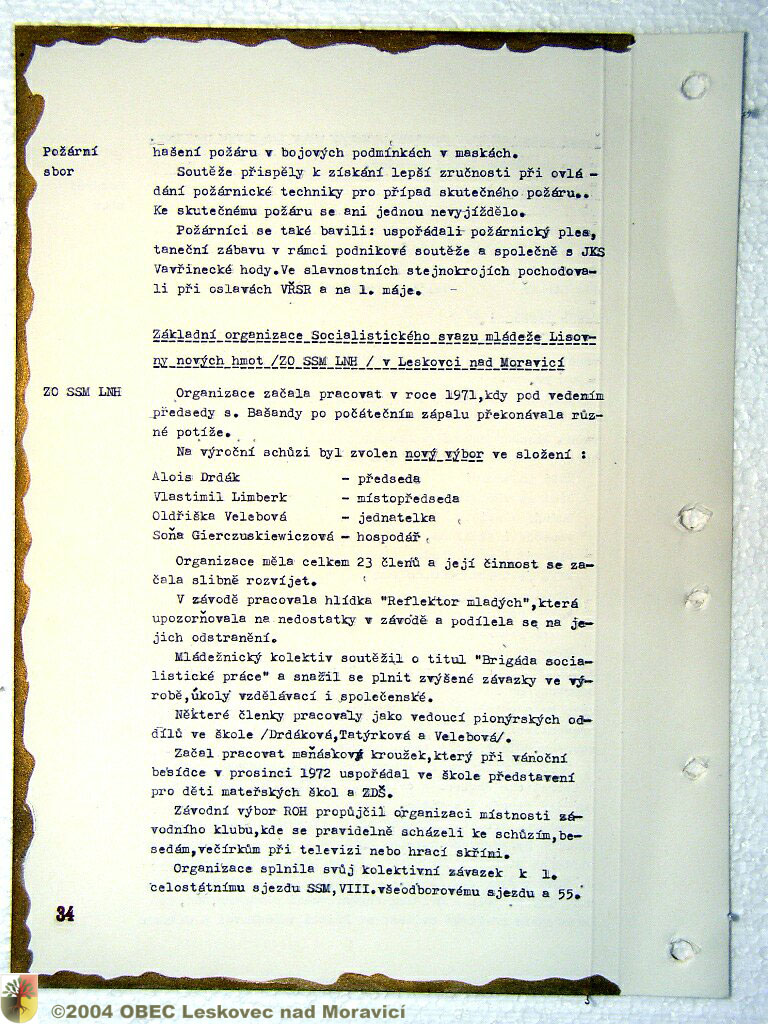 Požární
sbor
hašení požáru v bojových podmínkách v maskách.
Soutěže přispěly k získání lepší zručnosti při ovlá -
dání požárnické techniky pro případ skutečného požáru..
Ke skutečnému požáru se ani jednou nevyjíždělo.
Požárníci se také bavili: uspořádali požárnický ples,
taneční zábavu v rámci podnikové soutěže a společně s JKS
Vavřinecké hody.Ve slavnostních stejnokrojích pochodova-
li při oslavách VŘSR a na 1. máje.
Základní organizace Socialistického svazu mládeže Lisov-
ny nových hmot /ZO SSM LNH / v Leskovci nad Moravicí
ZO SSM LNH
Organizace začala pracovat v roce 1971,kdy pod vedením
předsedy s. Bašandy po počátečním zápalu překonávala růz-
né potíže.
Na výroční schůzi byl zvolen nový výbor ve složení :
Alois Drdák - předseda
Vlastimil Limberk - místopředseda
Oldřiška Velebová - jednatelka
Soňa Gierczuskiewiczová - hospodář
Organizace měla celkem 23 členů a její činnost se za-
čala slibně rozvíjet.
V závodě pracovala hlídka "Reflektor mladých",která
upozorňovala na nedostatky v závodě a podílela se na je-
jich odstranění.
Mládežnický kolektiv soutěžil o titul "Brigáda socia-
listické práce" a snažil se plnit zvýšené závazky ve vý-
robě,úkoly vzdělávací i společenské.
Některé členky pracovaly jako vedoucí pionýrských od-
dílů ve škole /Drdáková,Tatýrková a Velebová/.
Začal pracovat maňáskový kroužek,který při vánoční
besídce v prosinci 1972 uspořádal ve škole představení
pro děti mateřských škol a ZDŠ.
Závodní výbor ROH propůjčil organizaci místnosti zá-
vodního klubu,kde se pravidelně scházeli ke schůzím,be-
sedám,večírkům při televizi nebo hrací skříni.
Organizace splnila svůj kolektivní závazek k 1.
celostátnímu sjezdu SSM,VIII.všeodborovému sjezdu a 55.
34
©2004 OBEC Leskovec nad Moravicí